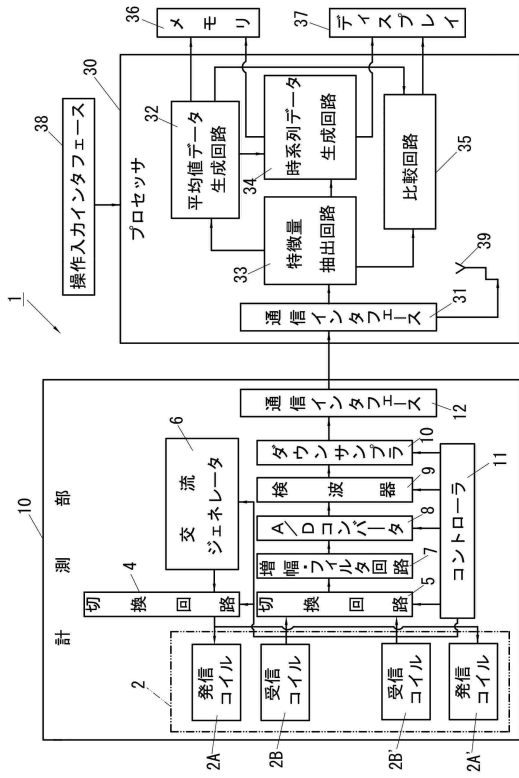 1
10
計測部
2
2A
発信
コイル
2B
受信
コイル
2B'
受信
コイル
2A'
発信
コイル
切換回路
4
交流
ジェネレータ
6
切換回路
5
増幅・フィルタ回路
7
A/Dコンバータ
8
検波器
9
ダウンサンプラ
10
コントローラ
11
通信インタフェース
12
操作入力インタフェース
38
プロセッサ
30
通信インタフェース
31
39
平均値データ
生成回路
32
特徴量
抽出回路
33
時系列データ
生成回路
34
比較回路
35
メモリ
36
ディスプレイ
37